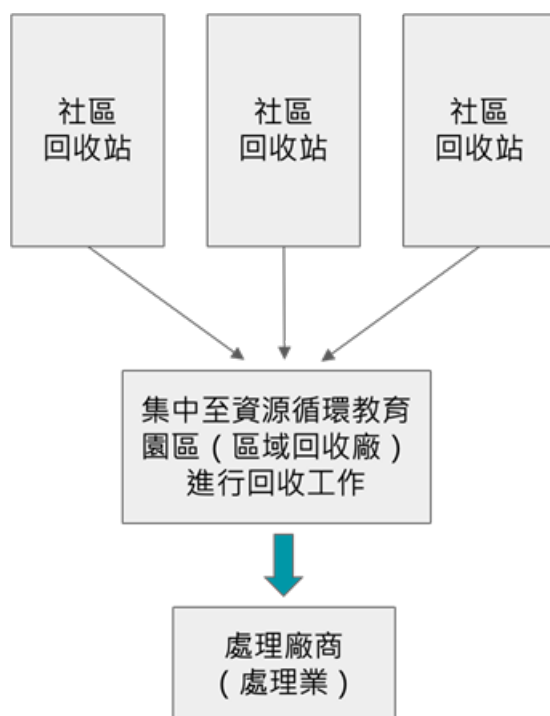 社區
回收站
社區
回收站
社區
回收站
集中至資源循環教育
園區（區域回收廠）
進行回收工作
處理廠商
（處理業）